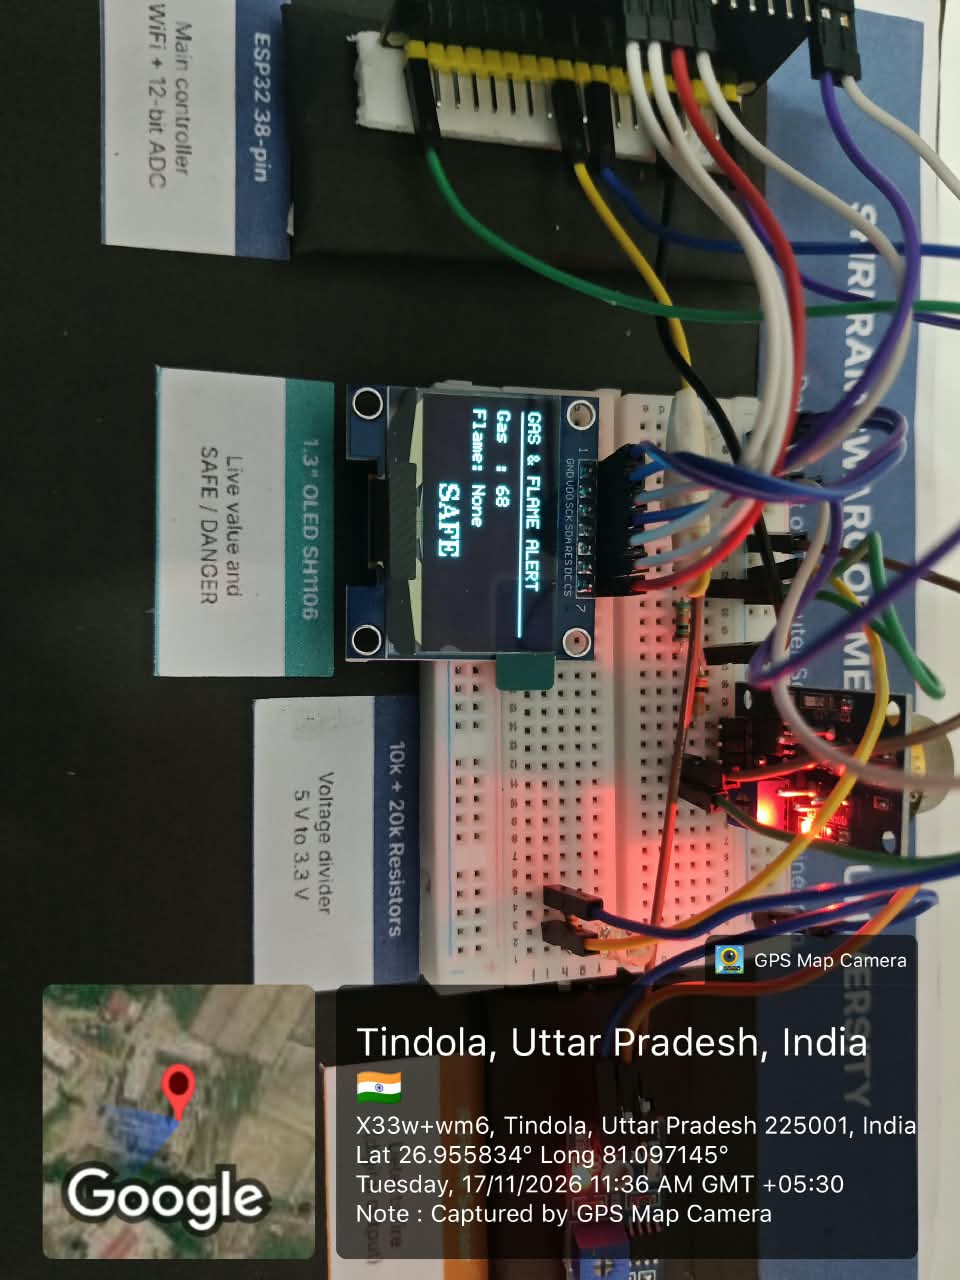 ESP32 38-pin
Main controller
WiFi + 12-bit ADC
1.3" OLED SH1106
Live value and
SAFE / DANGER
GAS & FLAME ALERT
Gas : 68
Flame: None
SAFE
1
GND VDD SCK SDA RES DC CS
7
10k + 20k Resistors
Voltage divider
5 V to 3.3 V
GPS Map Camera
Tindola, Uttar Pradesh, India
X33w+wm6, Tindola, Uttar Pradesh 225001, India
Lat 26.955834° Long 81.097145°
Tuesday, 17/11/2026 11:36 AM GMT +05:30
Note : Captured by GPS Map Camera
Google